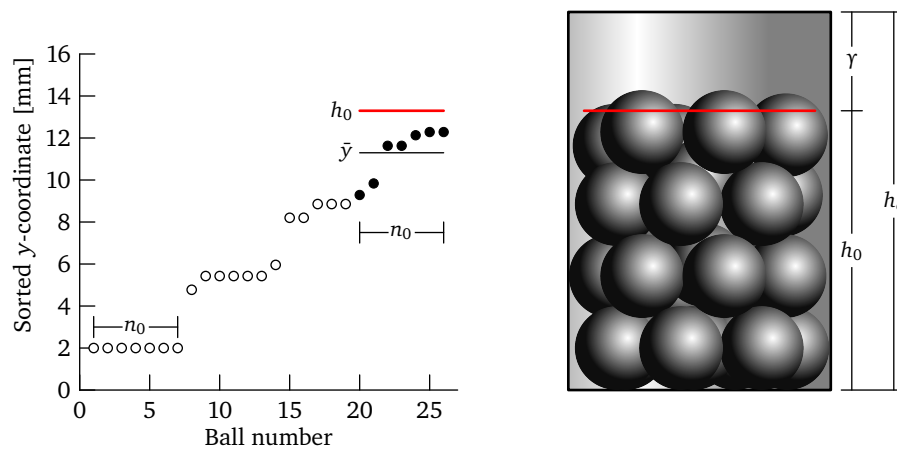 Sorted y-coordinate [mm]
16
14
12
10
8
6
4
2
0
h₀
ȳ
n₀
n₀
0
5
10
15
20
25
Ball number
γ
h₀